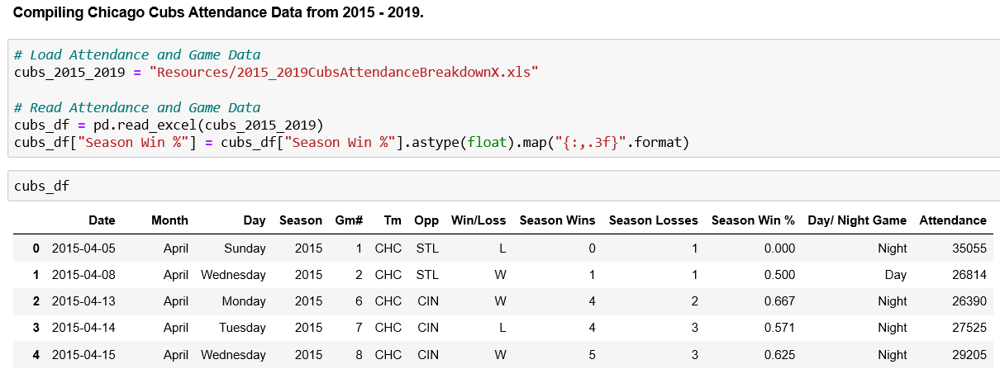 Compiling Chicago Cubs Attendance Data from 2015 - 2019.
# Load Attendance and Game Data
cubs_2015_2019 = "Resources/2015_2019CubsAttendanceBreakdownX.xls"
# Read Attendance and Game Data
cubs_df = pd.read_excel(cubs_2015_2019)
cubs_df["Season Win %"] = cubs_df["Season Win %"].astype(float).map("{:,.3f}".format)
cubs_df
Date Month Day Season Gm# Tm Opp Win/Loss Season Wins Season Losses Season Win % Day/ Night Game Attendance
0 2015-04-05 April Sunday 2015 1 CHC STL L 0 1 0.000 Night 35055
1 2015-04-08 April Wednesday 2015 2 CHC STL W 1 1 0.500 Day 26814
2 2015-04-13 April Monday 2015 6 CHC CIN W 4 2 0.667 Night 26390
3 2015-04-14 April Tuesday 2015 7 CHC CIN L 4 3 0.571 Night 27525
4 2015-04-15 April Wednesday 2015 8 CHC CIN W 5 3 0.625 Night 29205